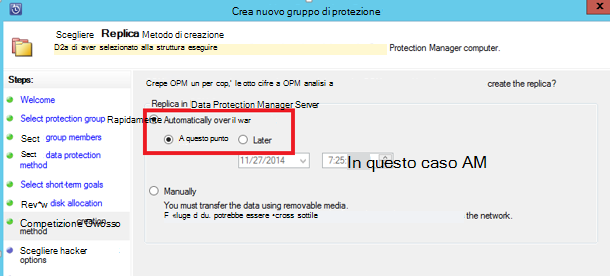 Crea nuovo gruppo di protezione
Scegliere Replica Metodo di creazione
D2a di aver selezionato alla struttura eseguire Protection Manager computer.
Steps:
Welcome
Select protection group Rapidamente
Sect group members
Sect data protection method
Select short-term goals
Rev*w disk allocation
Competizione Gwosso
creation
method
Scegliere hacker
options
Crepe OPM un per cop,' le otto cifre a OPM analisi a create the replica?
Replica in Data Protection Manager Server
Automatically over il war
A questo punto Later
11/27/2014 7:25: In questo caso AM
Manually
You must transfer the data using removable media.
F «luge d du. potrebbe essere •cross sottile the network.